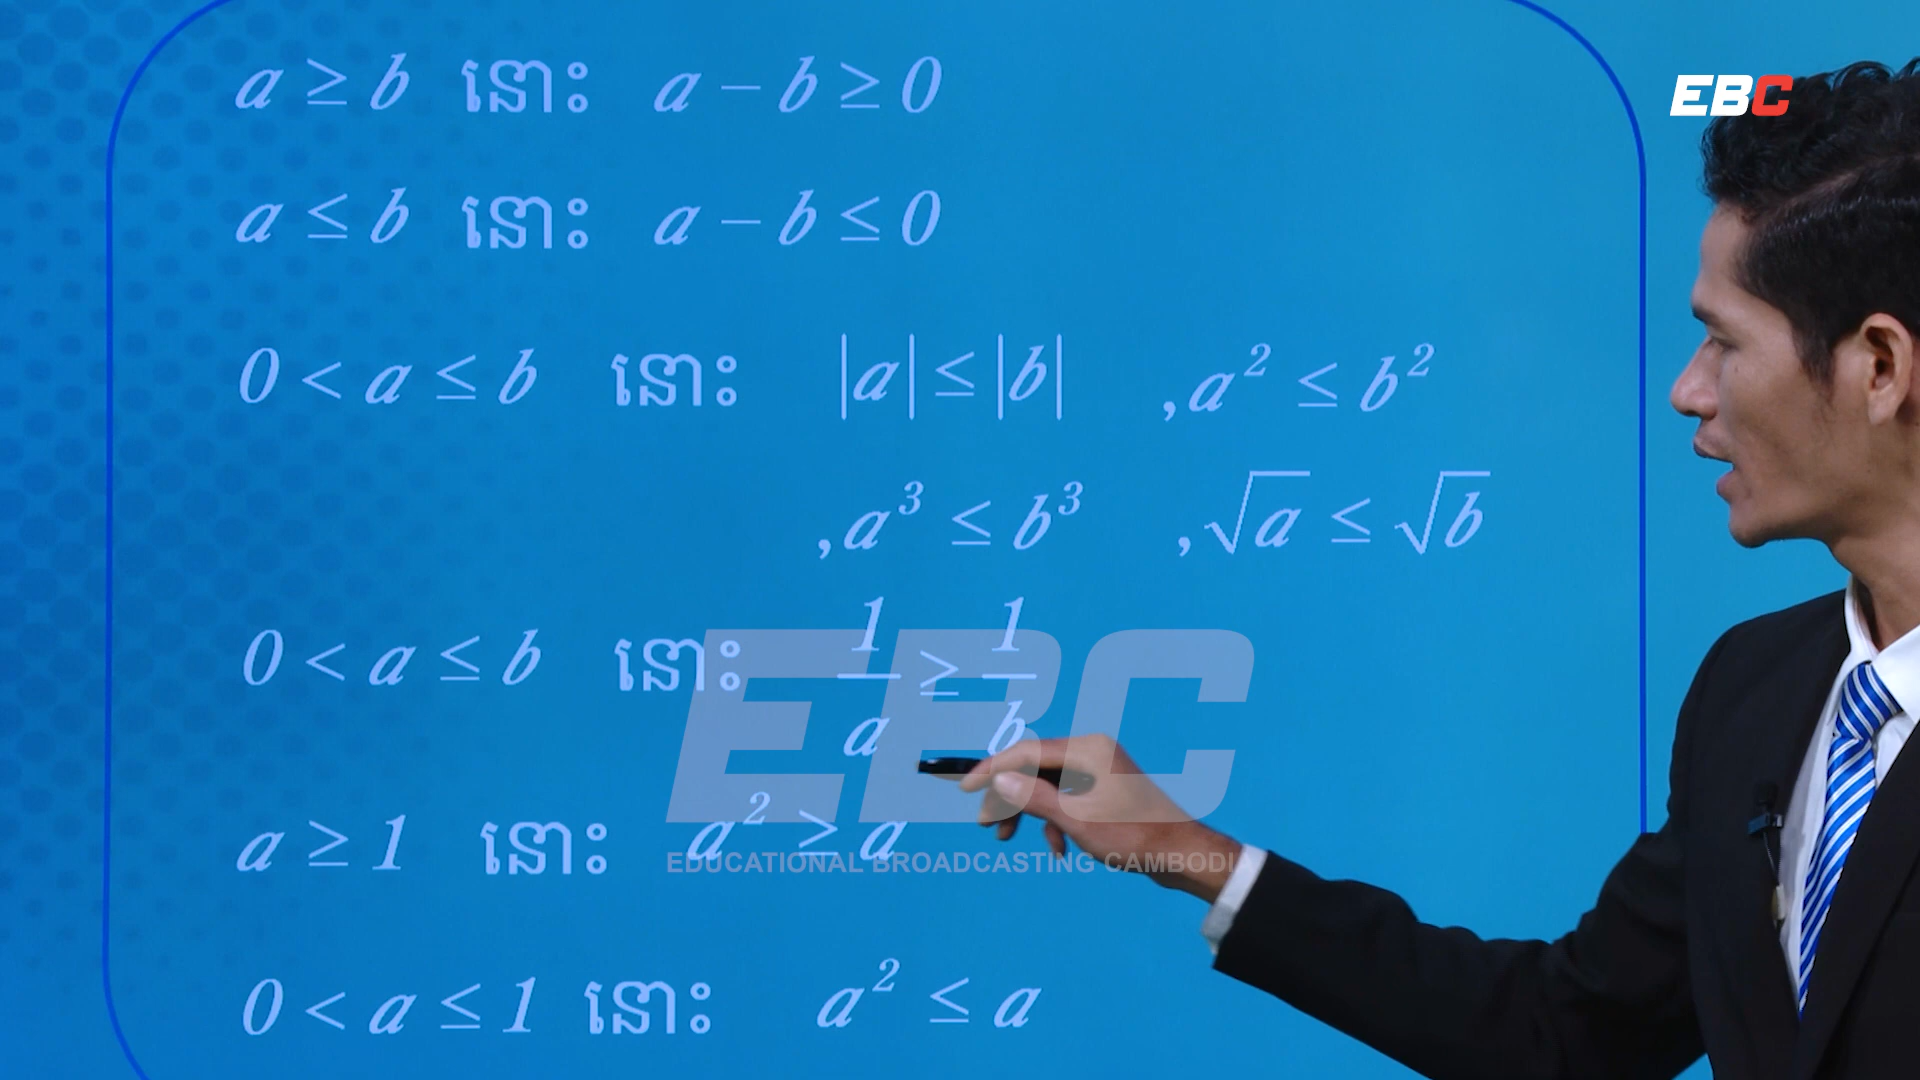 a ≥ b នោះ a − b ≥ 0
EBC
a ≤ b នោះ a − b ≤ 0
0 < a ≤ b នោះ |a| ≤ |b| , a² ≤ b²
, a³ ≤ b³ , √a ≤ √b
0 < a ≤ b នោះ 1/a ≥ 1/b
EBC
a ≥ 1 នោះ a² ≥ a
EDUCATIONAL BROADCASTING CAMBODI
0 < a ≤ 1 នោះ a² ≤ a